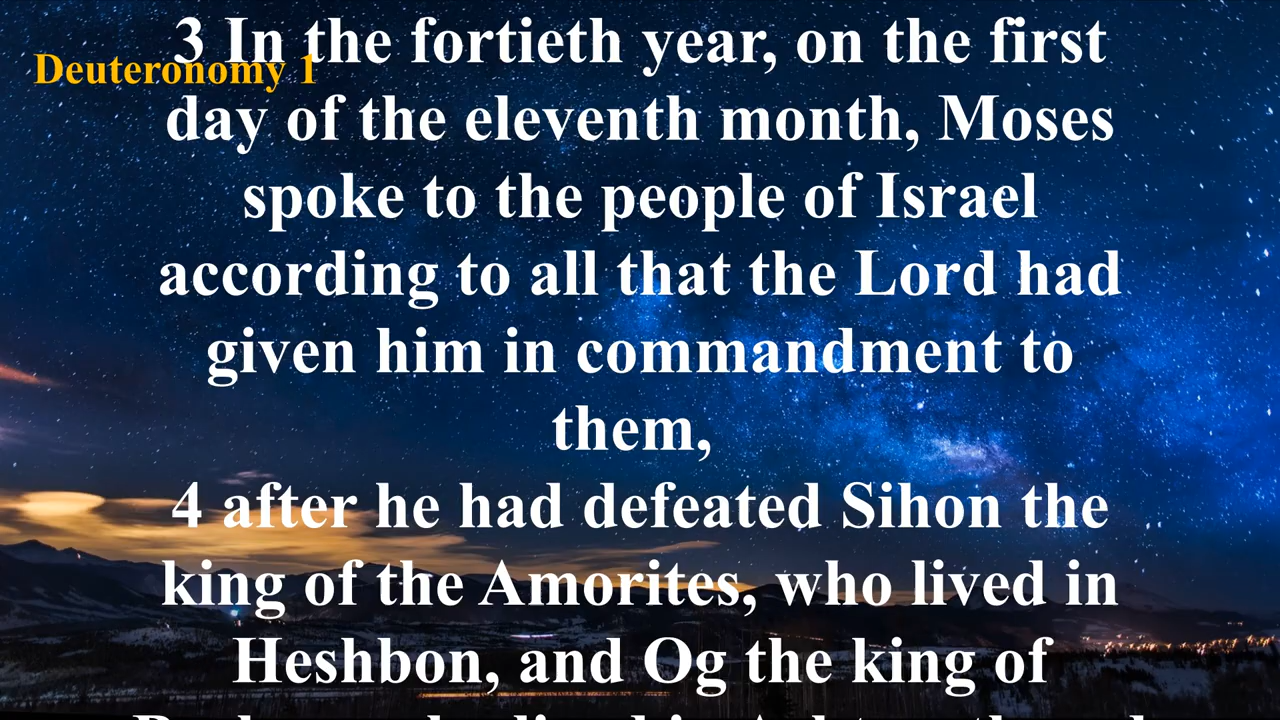 3 In the fortieth year, on the first
Deuteronomy 1
day of the eleventh month, Moses
spoke to the people of Israel
according to all that the Lord had
given him in commandment to
them,
4 after he had defeated Sihon the
king of the Amorites, who lived in
Heshbon, and Og the king of